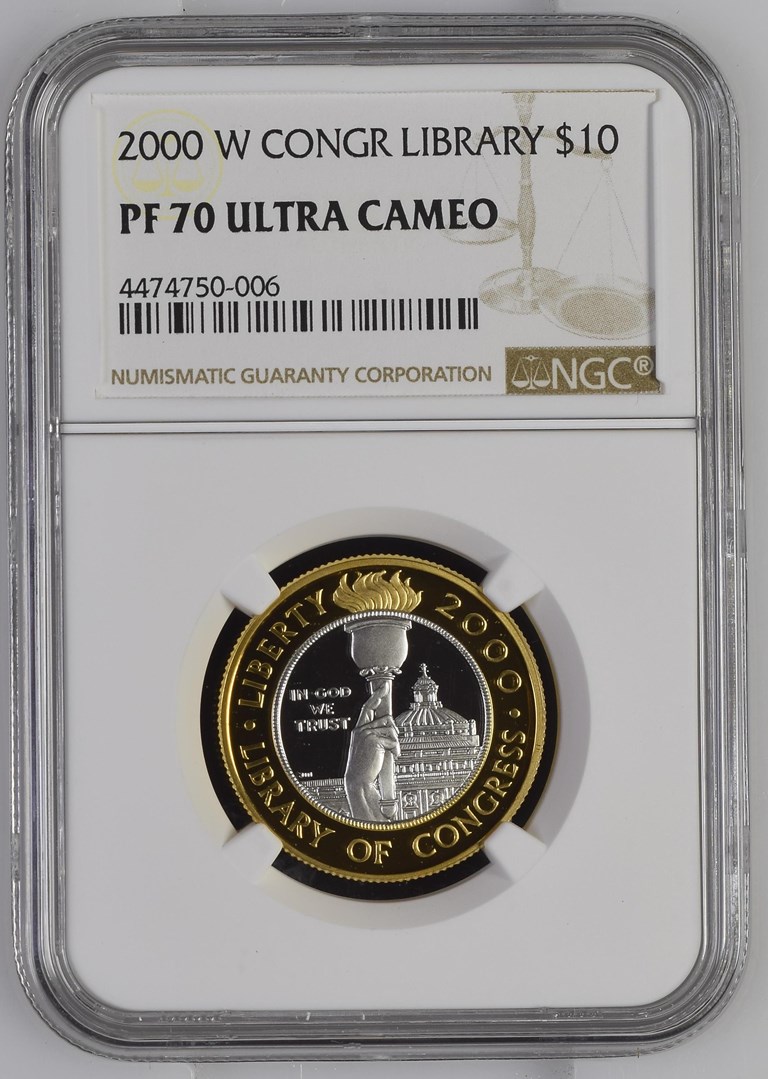 2000 W CONGR LIBRARY $10
PF 70 ULTRA CAMEO
4474750-006
NUMISMATIC GUARANTY CORPORATION
NGC®
LIBERTY 2000
IN GOD
WE
TRUST
LIBRARY OF CONGRESS